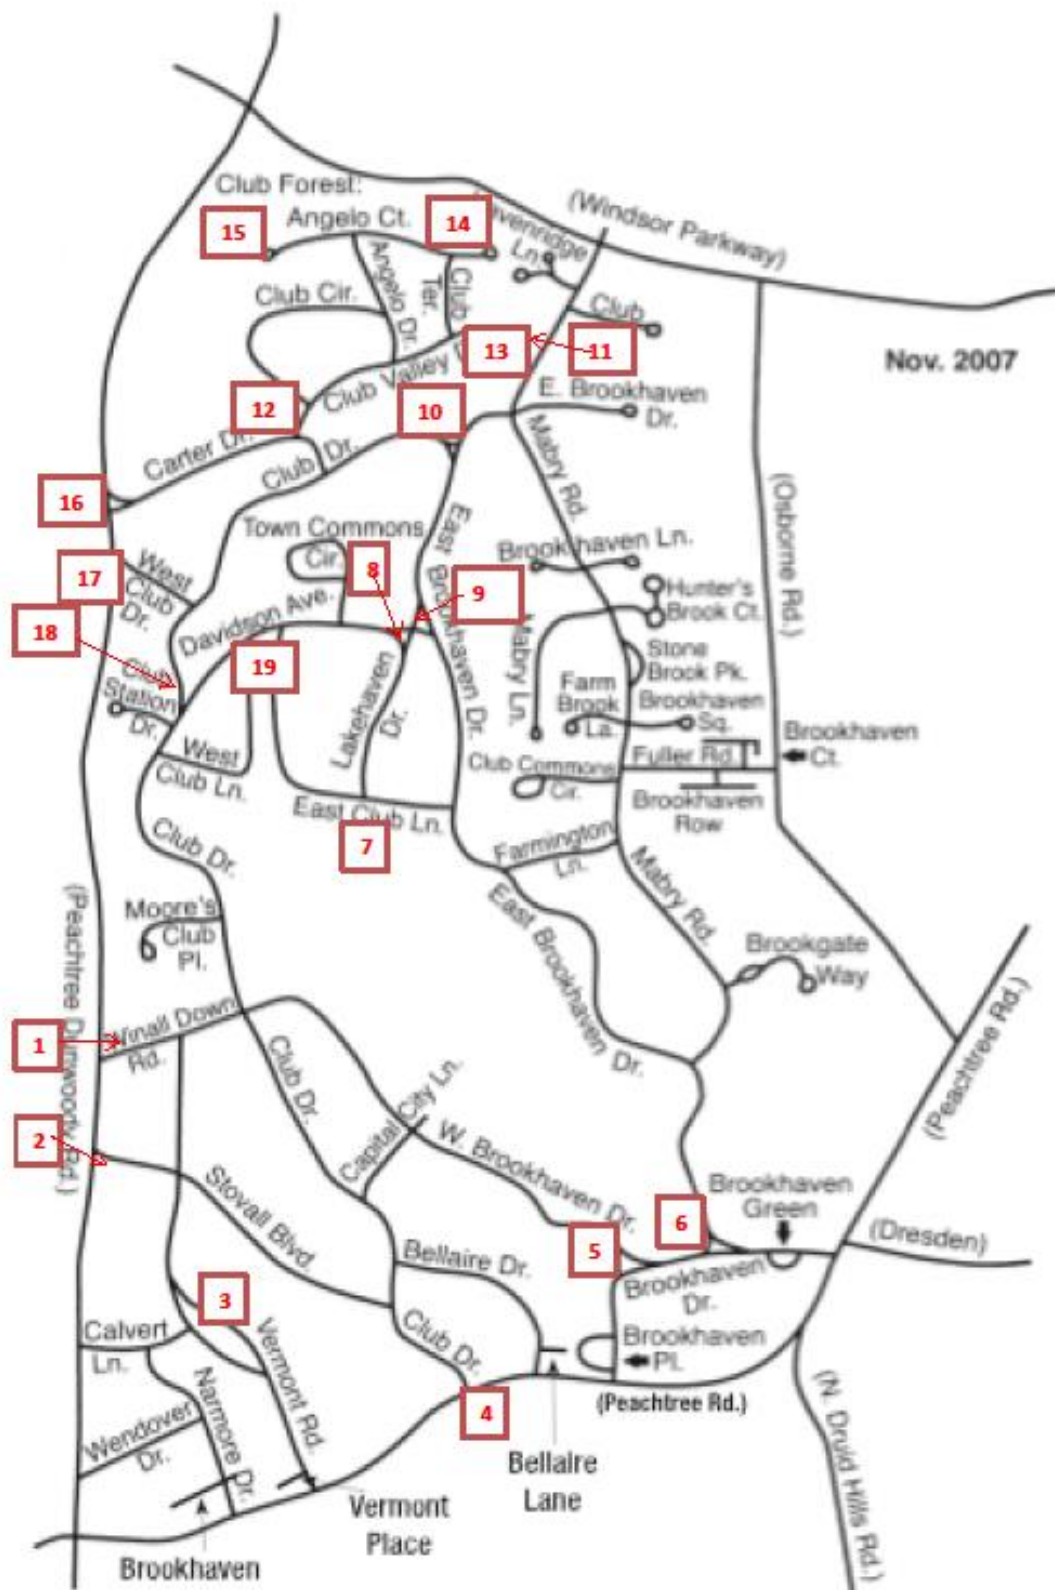 Club Forest:
15
Angelo Ct.
14
Ln.
(Windsor Parkway)
Angelo Dr.
Club
Ter.
Club Cir.
Club
13
11
Nov. 2007
Club Valley
12
10
E. Brookhaven
Dr.
Carter Dr.
Club Dr.
Mabry Rd.
16
(Osborne Rd.)
Town Commons
Cir.
8
East Brookhaven Dr.
Brookhaven Ln.
17
West
Club
Dr.
9
Hunter's
Brook Ct.
Davidson Ave.
18
19
Mabry Ln.
Stone
Brook Pk.
Club
Station
Dr.
Lakehaven
Dr.
Farm
Brook
La.
Brookhaven
Sq.
West
Club Ln.
Club Commons
Cir.
Fuller Rd.
Brookhaven
Ct.
East Club Ln.
Brookhaven
Row
7
Club Dr.
Farmington
Ln.
Mabry Rd.
Moore's
Club
Pl.
East Brookhaven Dr.
Brookgate
Way
(Peachtree Dunwoody Rd.)
1
Winall Down
Rd.
(Peachtree Rd.)
Club Dr.
Capital City Ln.
2
W. Brookhaven Dr.
Stovall Blvd.
Brookhaven
Green
6
5
(Dresden)
Bellaire Dr.
Brookhaven
Dr.
3
Calvert
Ln.
Vermont Rd.
Club Dr.
Brookhaven
Pl.
4
(Peachtree Rd.)
Narmore Dr.
Wendover
Dr.
(N. Druid Hills Rd.)
Bellaire
Lane
Vermont
Place
Brookhaven